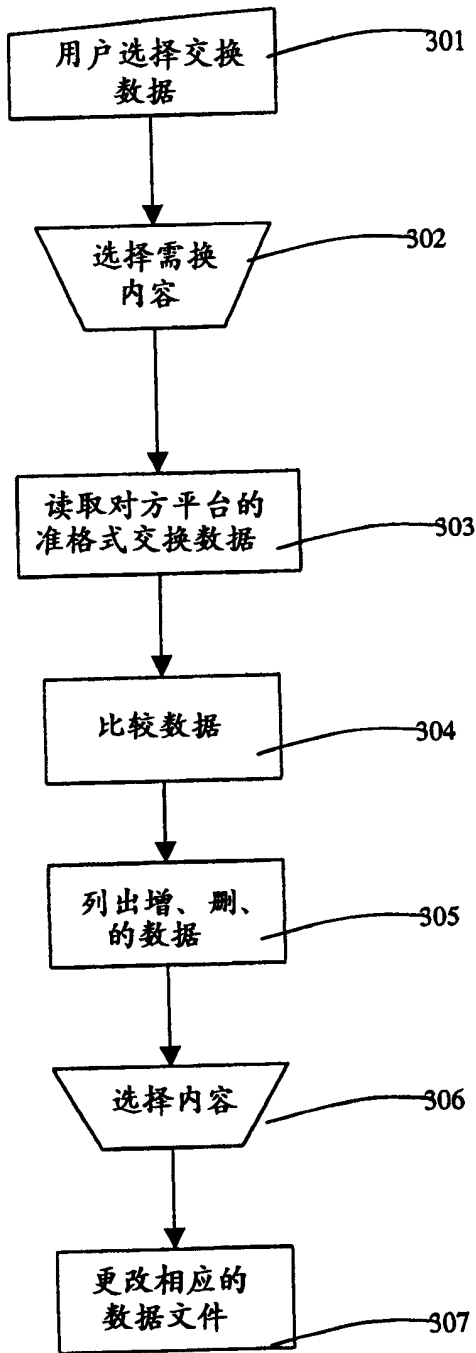 用户选择交换
数据
301
选择需换
内容
302
读取对方平台的
准格式交换数据
303
比较数据
304
列出增、删、
的数据
305
选择内容
306
更改相应的
数据文件
307